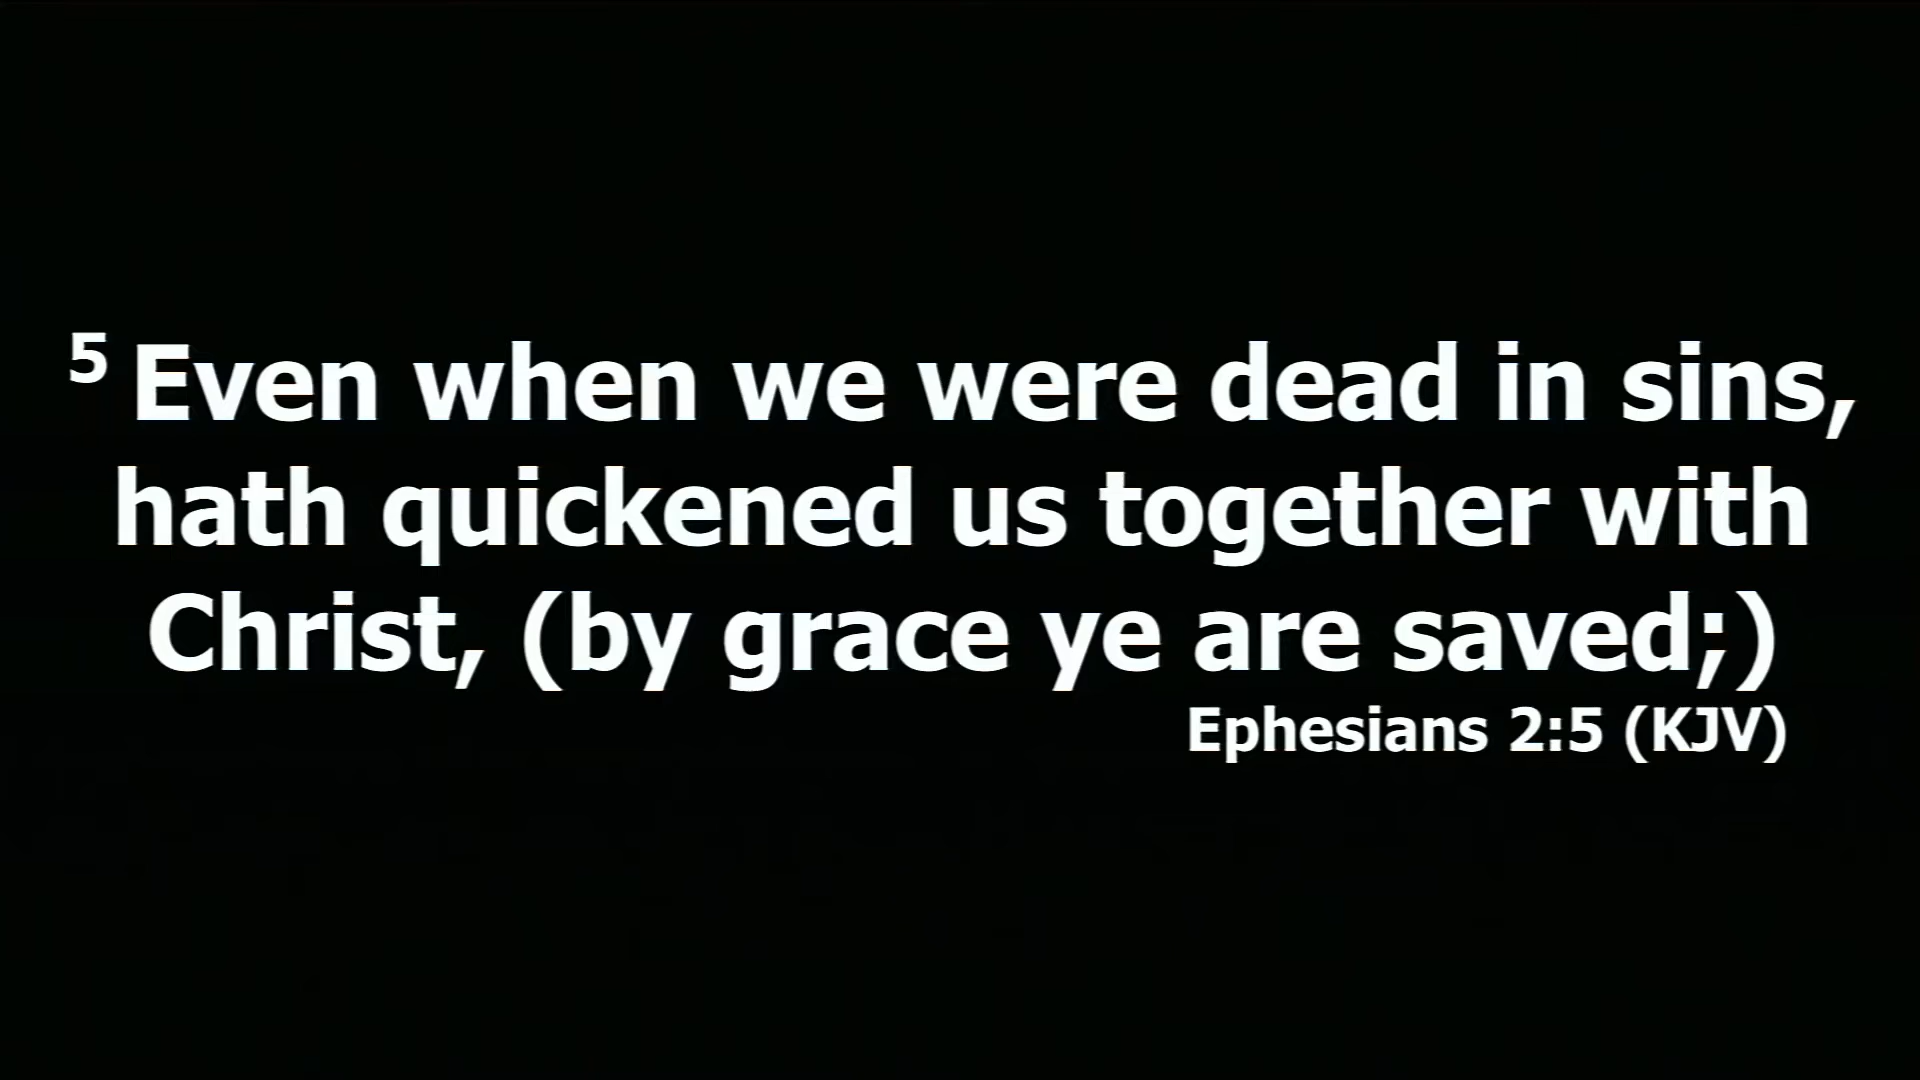 5 Even when we were dead in sins,
hath quickened us together with
Christ, (by grace ye are saved;)
Ephesians 2:5 (KJV)